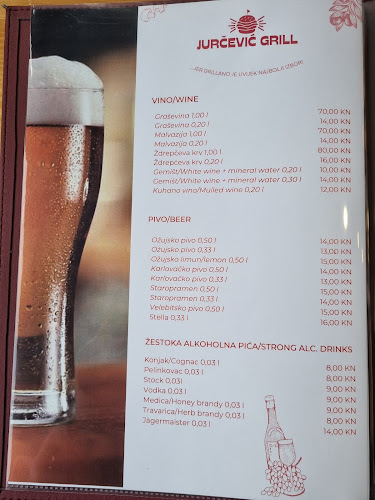 JURČEVIĆ GRILL
...JER GRILLANO JE UVIJEK NAJBOLJI IZBOR!
VINO/WINE
Graševina 1,00 l 70,00 KN
Graševina 0,20 l 14,00 KN
Malvazija 1,00 l 70,00 KN
Malvazija 0,20 l 14,00 KN
Ždrepčeva krv 1,00 l 80,00 KN
Ždrepčeva krv 0,20 l 16,00 KN
Gemišt/White wine + mineral water 0,20 l 10,00 KN
Gemišt/White wine + mineral water 0,30 l 14,00 KN
Kuhano vino/Mulled wine 0,20 l 12,00 KN
PIVO/BEER
Ožujsko pivo 0,50 l 14,00 KN
Ožujsko pivo 0,33 l 13,00 KN
Ožujsko limun/lemon 0,50 l 15,00 KN
Karlovačko pivo 0,50 l 14,00 KN
Karlovačko pivo 0,33 l 13,00 KN
Staropramen 0,50 l 15,00 KN
Staropramen 0,33 l 14,00 KN
Velebitsko pivo 0,50 l 15,00 KN
Stella 0,33 l 16,00 KN
ŽESTOKA ALKOHOLNA PIĆA/STRONG ALC. DRINKS
Konjak/Cognac 0,03 l 8,00 KN
Pelinkovac 0,03 l 8,00 KN
Stock 0,03l 9,00 KN
Vodka 0,03 l 9,00 KN
Medica/Honey brandy 0,03 l 9,00 KN
Travarica/Herb brandy 0,03 l 8,00 KN
Jägermaister 0,03 l 14,00 KN